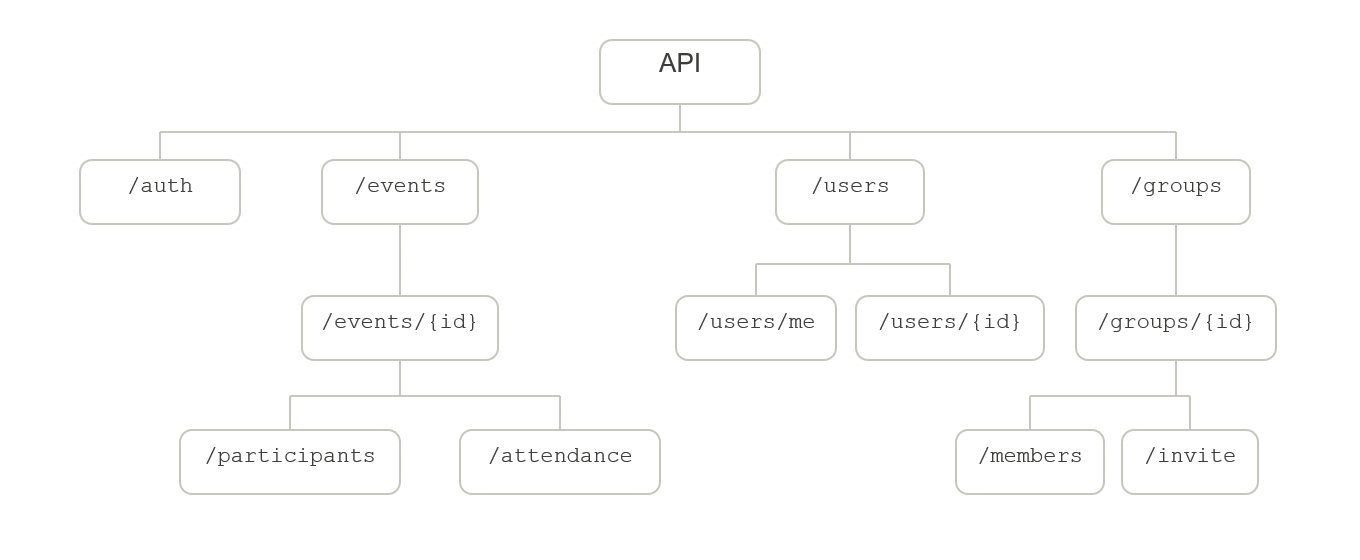 API
/auth
/events
/users
/groups
/events/{id}
/users/me
/users/{id}
/groups/{id}
/participants
/attendance
/members
/invite